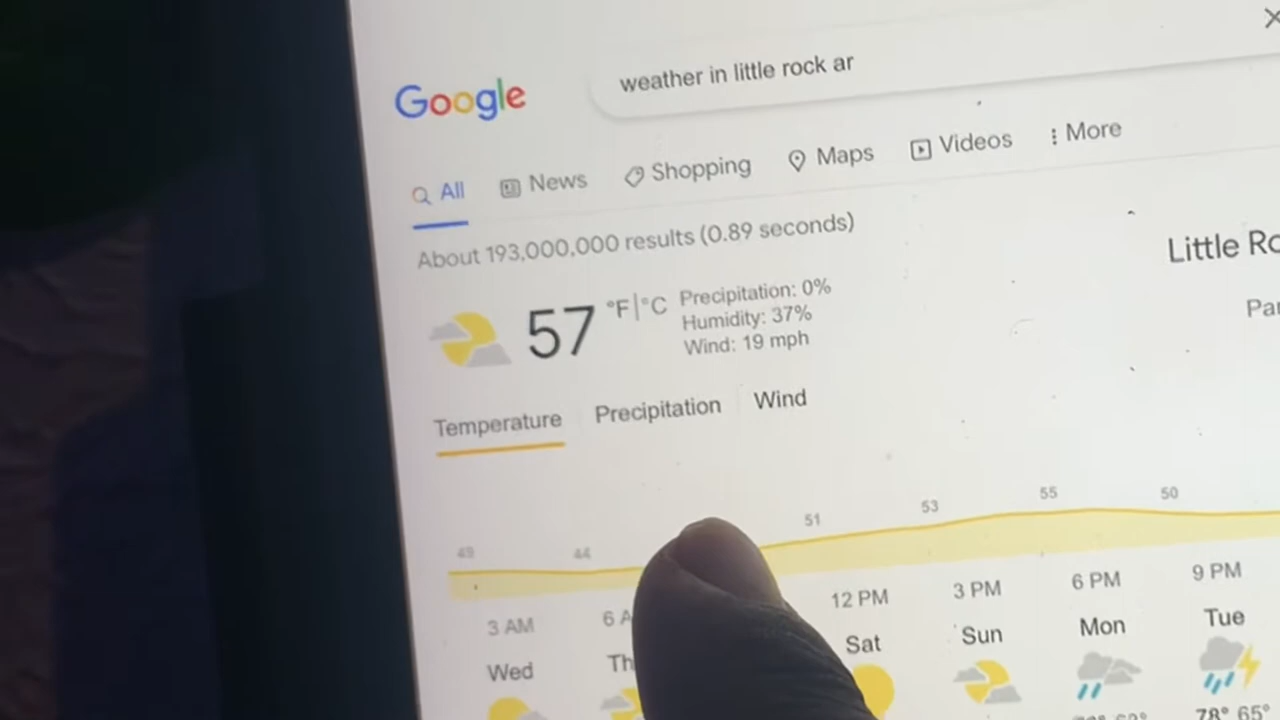 Google
weather in little rock ar
All News Shopping Maps Videos More
About 193,000,000 results (0.89 seconds)
Little
57 °F|°C
Precipitation: 0%
Humidity: 37%
Wind: 19 mph
Temperature Precipitation Wind
49 44 51 53 55 50
3 AM 6 12 PM 3 PM 6 PM 9 PM
Wed Sat Sun Mon Tue
78° 65°